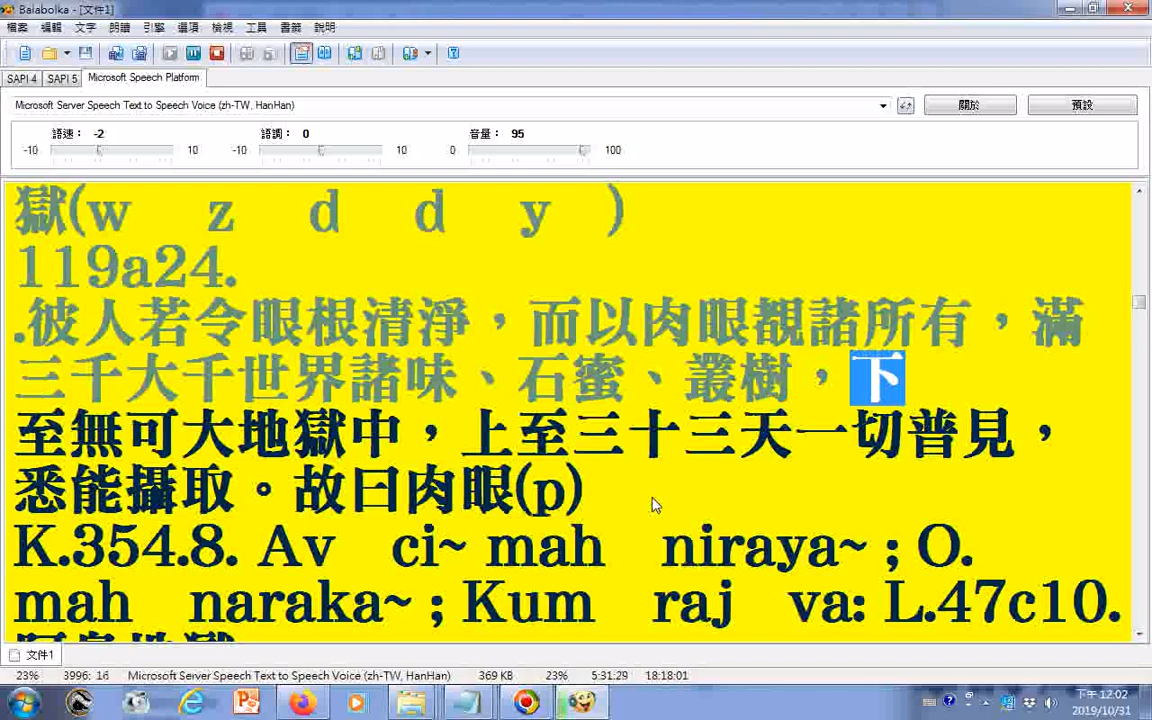 Balabolka - [文件1]
檔案 編輯 文字 朗讀 引擎 選項 檢視 工具 書籤 說明
SAPI 4 SAPI 5 Microsoft Speech Platform
Microsoft Server Speech Text to Speech Voice (zh-TW, HanHan) 關於 預設
語速: -2 語調: 0 音量: 95
-10 10 -10 10 0 100
獄(w z d d y )
119a24.
.彼人若令眼根清淨，而以肉眼觀諸所有，滿
三千大千世界諸味、石蜜、叢樹，下
至無可大地獄中，上至三十三天一切普見，
悉能攝取。故曰肉眼(p)
K.354.8. Av ci~ mah niraya~ ; O.
mah naraka~ ; Kum raj va: L.47c10.
文件1
23% 3996: 16 Microsoft Server Speech Text to Speech Voice (zh-TW, HanHan) 369 KB 23% 5:31:29 18:18:01
下午 12:02
2019/10/31